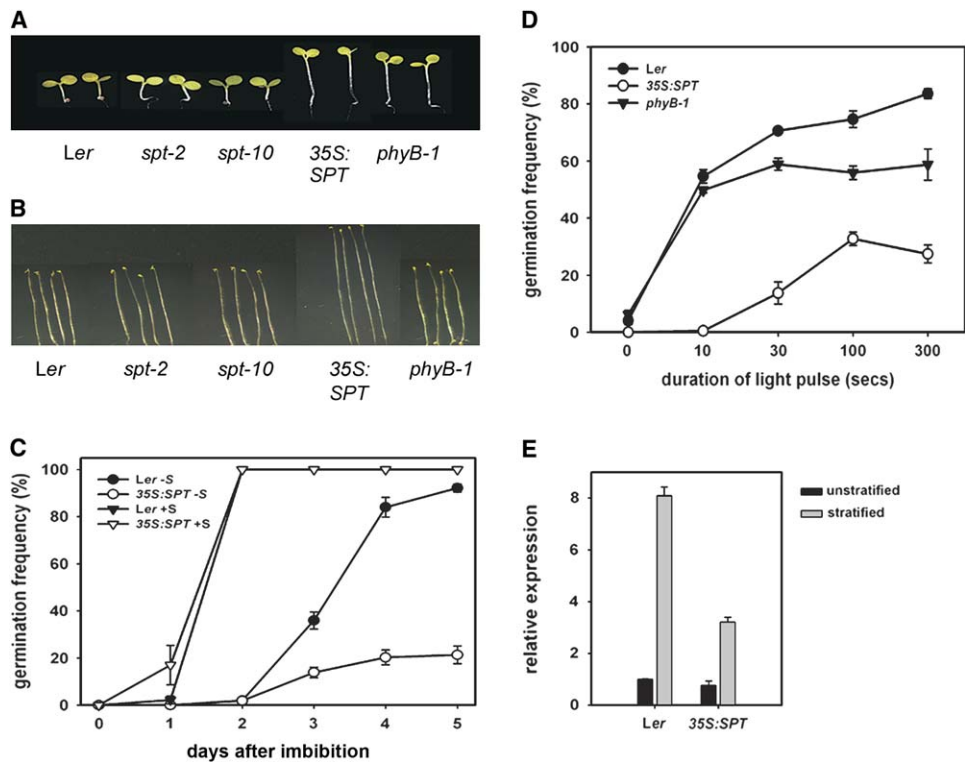 A
Ler spt-2 spt-10 35S: phyB-1
SPT
B
Ler spt-2 spt-10 35S: phyB-1
SPT
C
germination frequency (%)
100
80
60
40
20
0
Ler -S
35S:SPT -S
Ler +S
35S:SPT +S
0 1 2 3 4 5
days after imbibition
D
germination frequency (%)
100
80
60
40
20
0
Ler
35S:SPT
phyB-1
0 10 30 100 300
duration of light pulse (secs)
E
relative expression
8
6
4
2
0
unstratified
stratified
Ler 35S:SPT